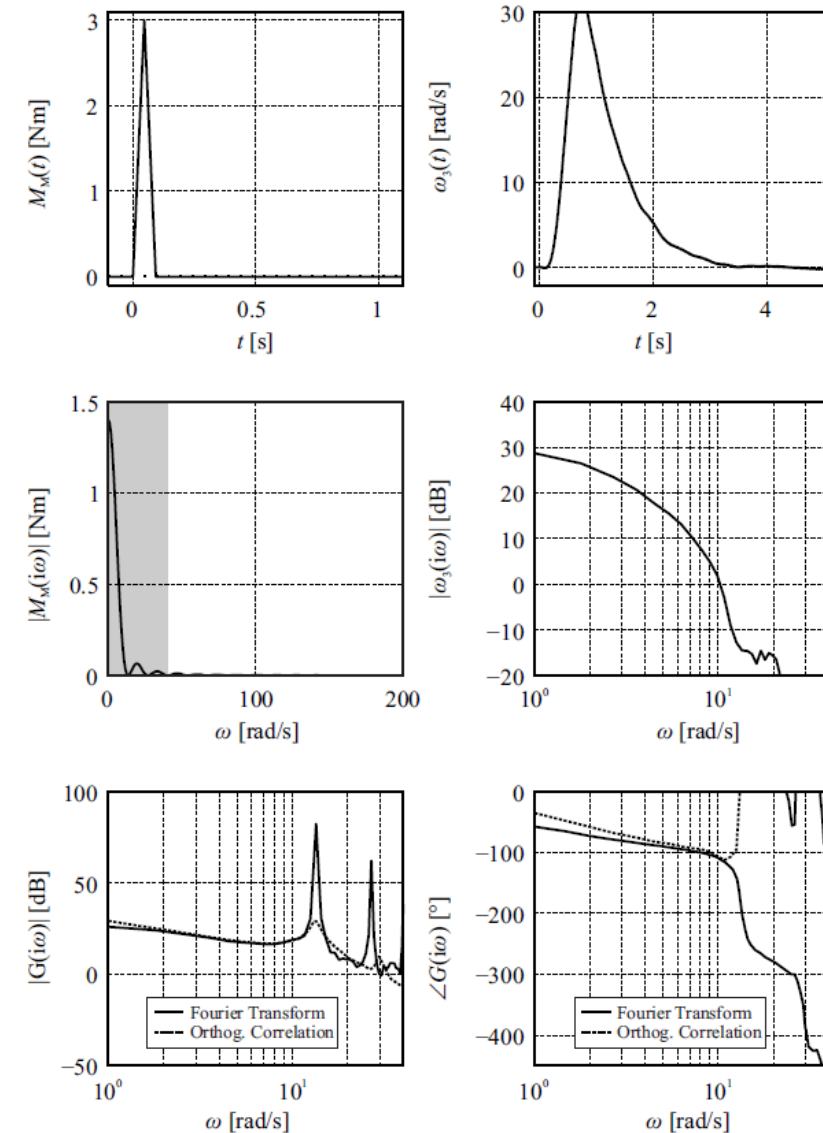 M_M(t) [Nm]
3
2
1
0
0
0.5
1
t [s]
ω_3(t) [rad/s]
30
20
10
0
0
2
4
t [s]
|M_M(iω)| [Nm]
1.5
1
0.5
0
0
100
200
ω [rad/s]
|ω_3(iω)| [dB]
40
30
20
10
0
−10
−20
10^0
10^1
ω [rad/s]
|G(iω)| [dB]
100
50
0
−50
Fourier Transform
Orthog. Correlation
10^0
10^1
ω [rad/s]
∠G(iω) [°]
0
−100
−200
−300
−400
Fourier Transform
Orthog. Correlation
10^0
10^1
ω [rad/s]